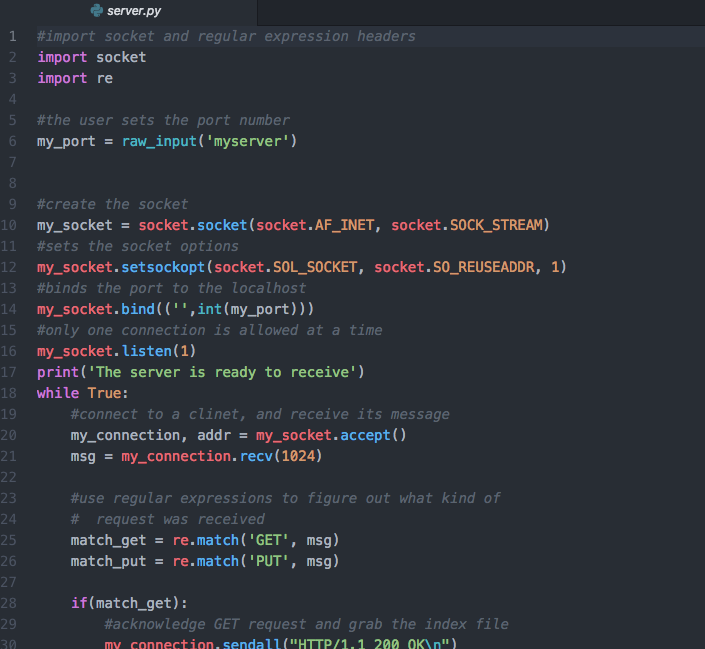 server.py
1 #import socket and regular expression headers
2 import socket
3 import re
4
5 #the user sets the port number
6 my_port = raw_input('myserver')
7
8
9 #create the socket
10 my_socket = socket.socket(socket.AF_INET, socket.SOCK_STREAM)
11 #sets the socket options
12 my_socket.setsockopt(socket.SOL_SOCKET, socket.SO_REUSEADDR, 1)
13 #binds the port to the localhost
14 my_socket.bind(('',int(my_port)))
15 #only one connection is allowed at a time
16 my_socket.listen(1)
17 print('The server is ready to receive')
18 while True:
19     #connect to a clinet, and receive its message
20     my_connection, addr = my_socket.accept()
21     msg = my_connection.recv(1024)
22
23     #use regular expressions to figure out what kind of
24     #  request was received
25     match_get = re.match('GET', msg)
26     match_put = re.match('PUT', msg)
27
28     if(match_get):
29         #acknowledge GET request and grab the index file
30         my_connection.sendall("HTTP/1.1 200 OK\n")